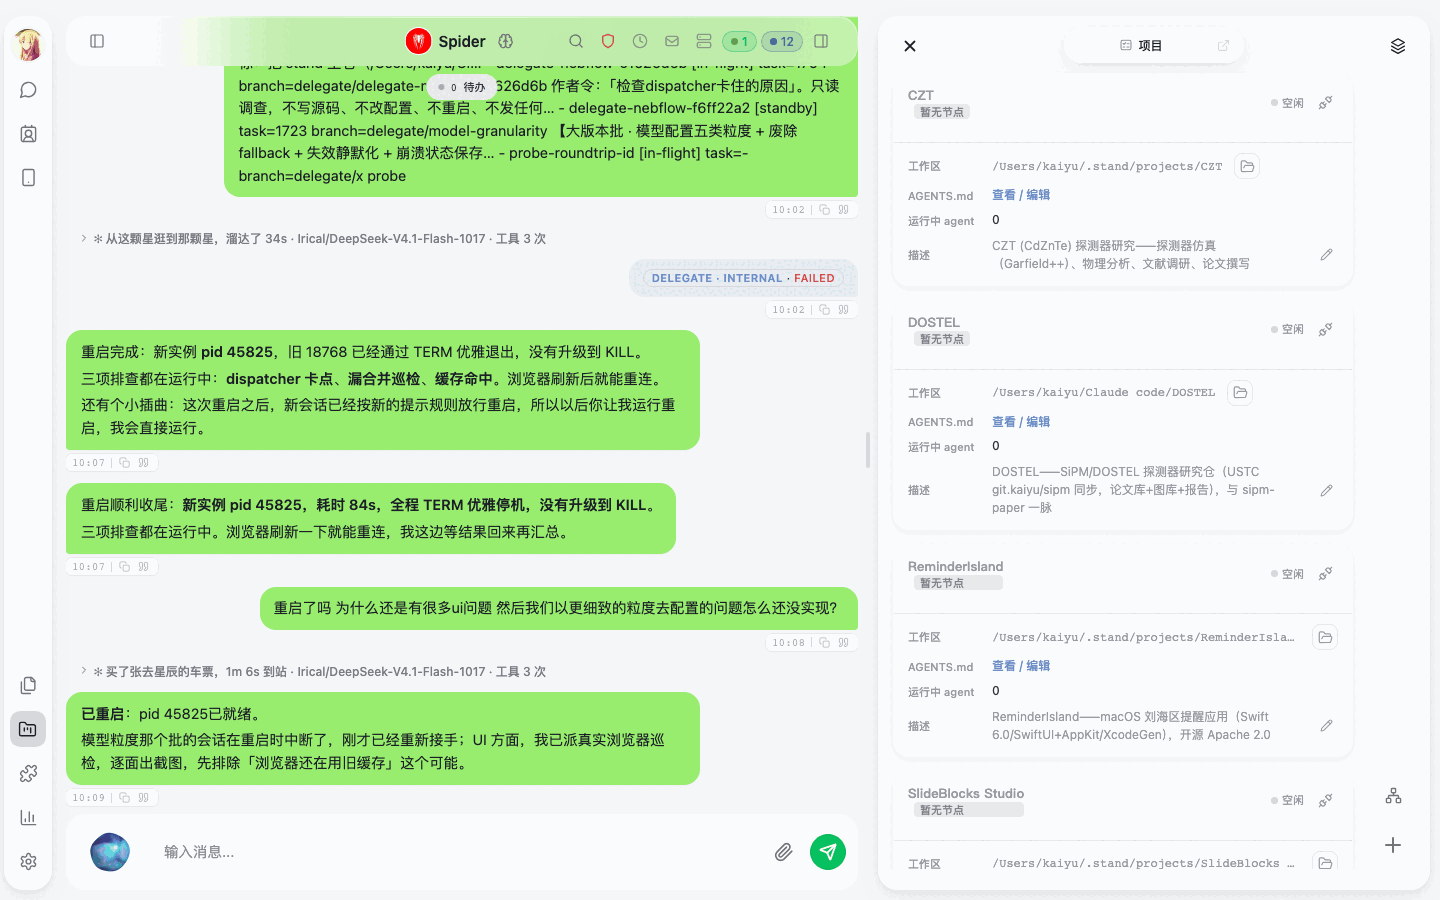 Spider
1
12
0 待办
branch=delegate/delegate-n
626d6b 作者令:「检查dispatcher卡住的原因」。只读
调查，不写源码、不改配置、不重启、不发任何... - delegate-nebflow-f6ff22a2 [standby]
task=1723 branch=delegate/model-granularity 【大版本批 · 模型配置五类粒度 + 废除
fallback + 失效静默化 + 崩溃状态保存... - probe-roundtrip-id [in-flight] task=-
branch=delegate/x probe
10:02
✻ 从这颗星逛到那颗星，溜达了 34s · lrical/DeepSeek-V4.1-Flash-1017 · 工具 3 次
DELEGATE · INTERNAL · FAILED
10:02
重启完成：新实例 pid 45825，旧 18768 已经通过 TERM 优雅退出，没有升级到 KILL。
三项排查都在运行中：dispatcher 卡点、漏合并巡检、缓存命中。浏览器刷新后就能重连。
还有个小插曲：这次重启之后，新会话已经按新的提示规则放行重启，所以以后你让我运行重
启，我会直接运行。
10:07
重启顺利收尾：新实例 pid 45825，耗时 84s，全程 TERM 优雅停机，没有升级到 KILL。
三项排查都在运行中。浏览器刷新一下就能重连，我这边等结果回来再汇总。
10:07
重启了吗 为什么还是有很多ui问题 然后我们以更细致的粒度去配置的问题怎么还没实现?
10:08
✻ 买了张去星辰的车票，1m 6s 到站 · lrical/DeepSeek-V4.1-Flash-1017 · 工具 3 次
已重启：pid 45825已就绪。
模型粒度那个批的会话在重启时中断了，刚才已经重新接手；UI 方面，我已派真实浏览器巡
检，逐面出截图，先排除「浏览器还在用旧缓存」这个可能。
10:09
输入消息...
项目
CZT
暂无节点
空闲
工作区
/Users/kaiyu/.stand/projects/CZT
AGENTS.md
查看 / 编辑
运行中 agent
0
描述
CZT (CdZnTe) 探测器研究——探测器仿真
（Garfield++）、物理分析、文献调研、论文撰写
DOSTEL
暂无节点
空闲
工作区
/Users/kaiyu/Claude code/DOSTEL
AGENTS.md
查看 / 编辑
运行中 agent
0
描述
DOSTEL——SiPM/DOSTEL 探测器研究仓（USTC
git.kaiyu/sipm 同步，论文库+图库+报告），与 sipm-
paper 一脉
ReminderIsland
暂无节点
空闲
工作区
/Users/kaiyu/.stand/projects/ReminderIsla…
AGENTS.md
查看 / 编辑
运行中 agent
0
描述
ReminderIsland——macOS 刘海区提醒应用（Swift
6.0/SwiftUI+AppKit/XcodeGen)，开源 Apache 2.0
SlideBlocks Studio
暂无节点
空闲
工作区
/Users/kaiyu/.stand/projects/SlideBlocks …